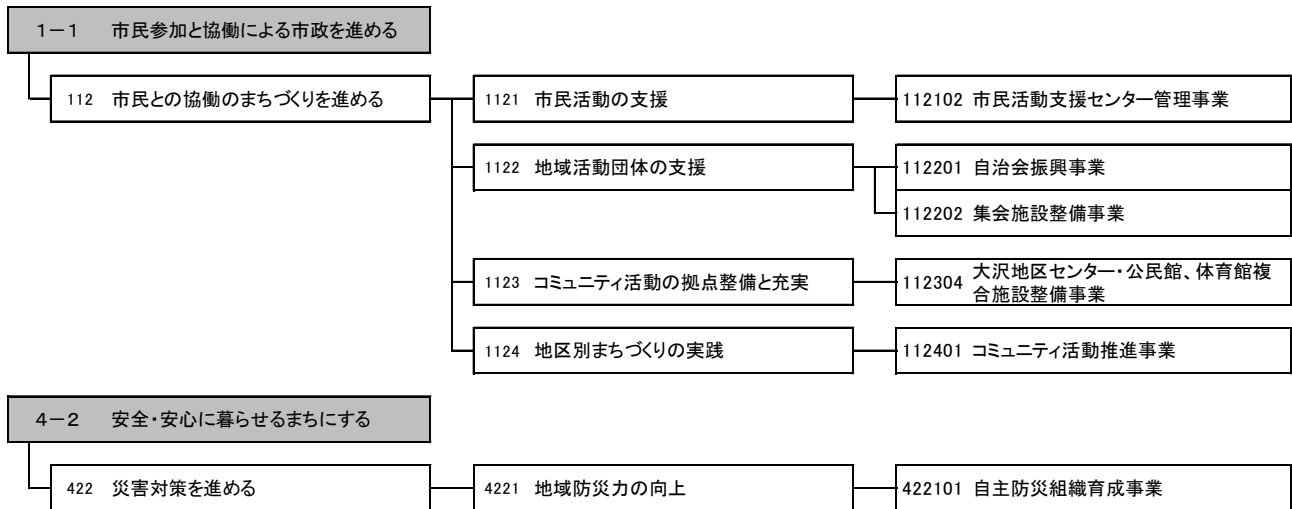 １－１　市民参加と協働による市政を進める
112　市民との協働のまちづくりを進める
1121　市民活動の支援
112102　市民活動支援センター管理事業
1122　地域活動団体の支援
112201　自治会振興事業
112202　集会施設整備事業
1123　コミュニティ活動の拠点整備と充実
112304　大沢地区センター・公民館、体育館複
合施設整備事業
1124　地区別まちづくりの実践
112401　コミュニティ活動推進事業
４－２　安全・安心に暮らせるまちにする
422　災害対策を進める
4221　地域防災力の向上
422101　自主防災組織育成事業